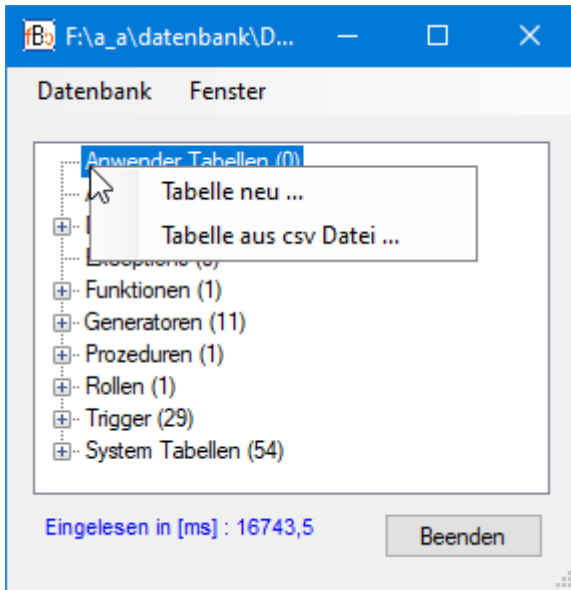 fBc F:\a_a\datenbank\D...
Datenbank Fenster
Anwender Tabellen (0)
Tabelle neu ...
Tabelle aus csv Datei ...
Funktionen (1)
Generatoren (11)
Prozeduren (1)
Rollen (1)
Trigger (29)
System Tabellen (54)
Eingelesen in [ms] : 16743,5
Beenden